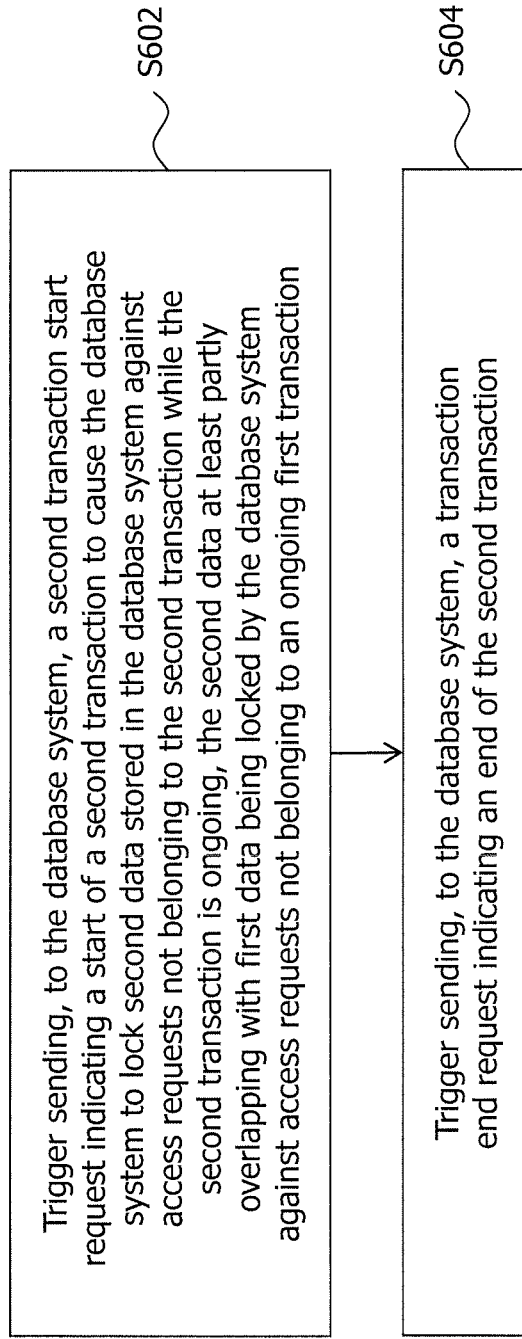 Trigger sending, to the database system, a second transaction start
request indicating a start of a second transaction to cause the database
system to lock second data stored in the database system against
access requests not belonging to the second transaction while the
second transaction is ongoing, the second data at least partly
overlapping with first data being locked by the database system
against access requests not belonging to an ongoing first transaction
S602
Trigger sending, to the database system, a transaction
end request indicating an end of the second transaction
S604